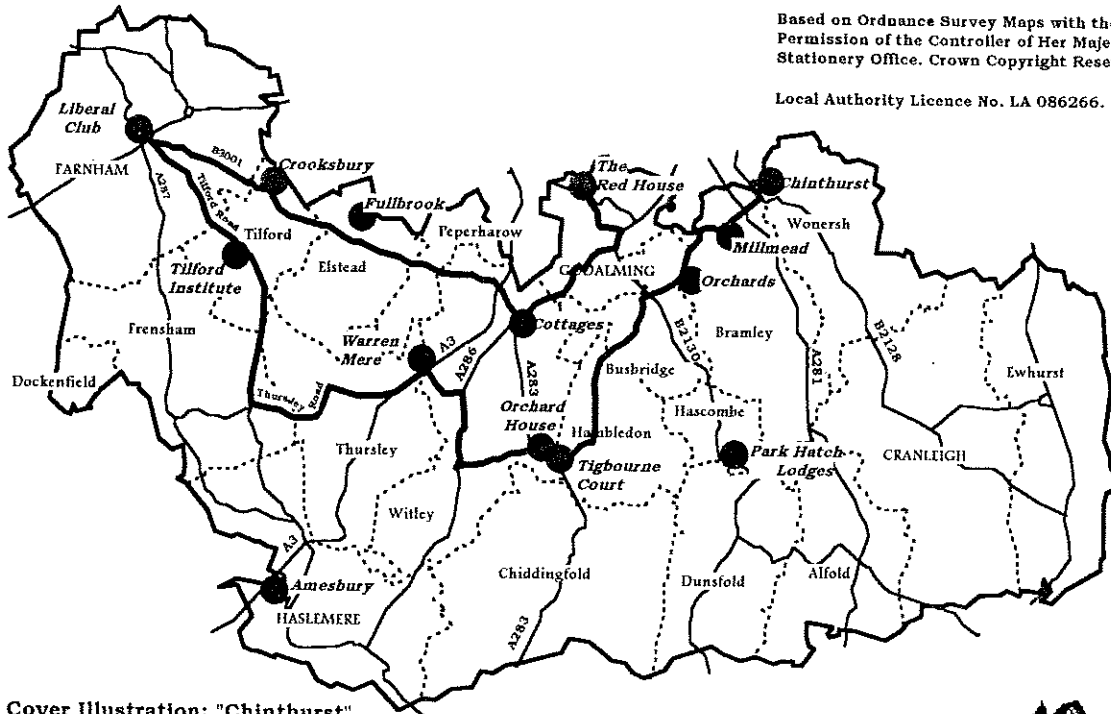 Based on Ordnance Survey Maps with th
Permission of the Controller of Her Maje
Stationery Office. Crown Copyright Rese
Local Authority Licence No. LA 086266.
Liberal
Club
FARNHAM
B3001
A287
Tilford Road
Crooksbury
Fullbrook
The
Red House
Chinthurst
Wonersh
Millmead
Peperharow
Tilford
Elstead
Tilford
Institute
GODALMING
Orchards
Frensham
Cottages
Warren
Mere
A3
A286
A283
B2130
Bramley
A281
B2128
Busbridge
Ewhurst
Dockenfield
Thursley Road
Orchard
House
Hascombe
Hambledon
Thursley
Tigbourne
Court
Park Hatch
Lodges
CRANLEIGH
Witley
A3
Amesbury
HASLEMERE
Chiddingfold
A283
Dunsfold
Alfold
Cover Illustration: "Chinthurst"